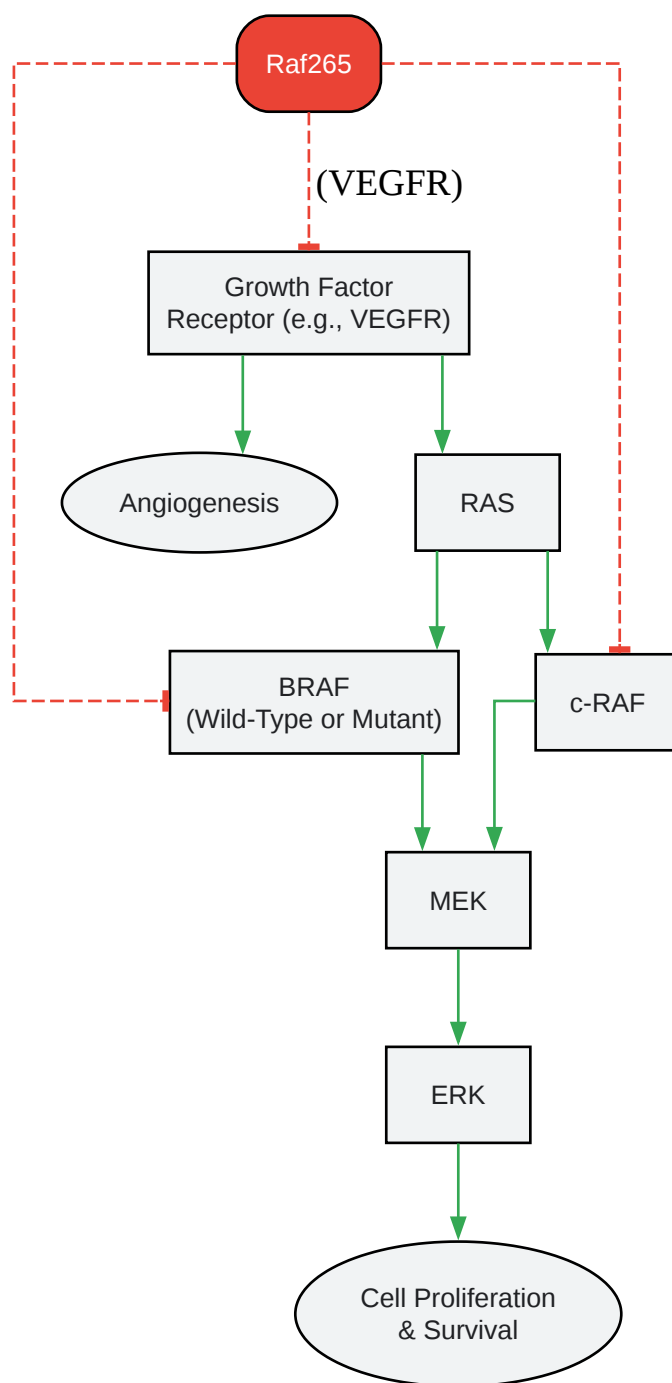 Raf265
(VEGFR)
Growth Factor
Receptor (e.g., VEGFR)
Angiogenesis
RAS
BRAF
(Wild-Type or Mutant)
c-RAF
MEK
ERK
Cell Proliferation
& Survival